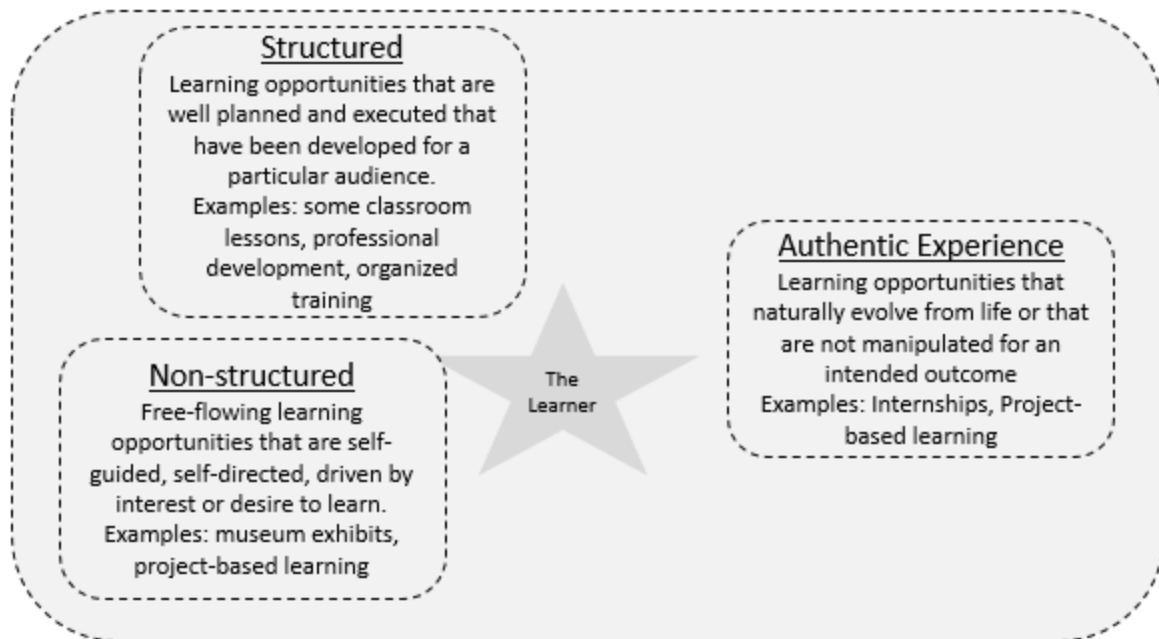 Structured
Learning opportunities that are
well planned and executed that
have been developed for a
particular audience.
Examples: some classroom
lessons, professional
development, organized
training
Non-structured
Free-flowing learning
opportunities that are self-
guided, self-directed, driven by
interest or desire to learn.
Examples: museum exhibits,
project-based learning
The
Learner
Authentic Experience
Learning opportunities that
naturally evolve from life or that
are not manipulated for an
intended outcome
Examples: Internships, Project-
based learning